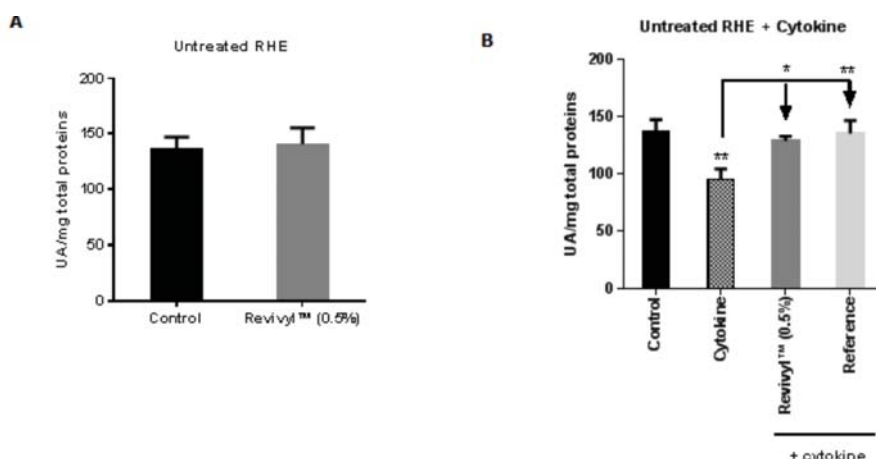 A
Untreated RHE
UA/mg total proteins
200
150
100
50
0
Control
Revivyl™ (0.5%)
B
Untreated RHE + Cytokine
UA/mg total proteins
200
150
100
50
0
*
**
**
Control
Cytokine
Revivyl™ (0.5%)
Reference
+ cytokine